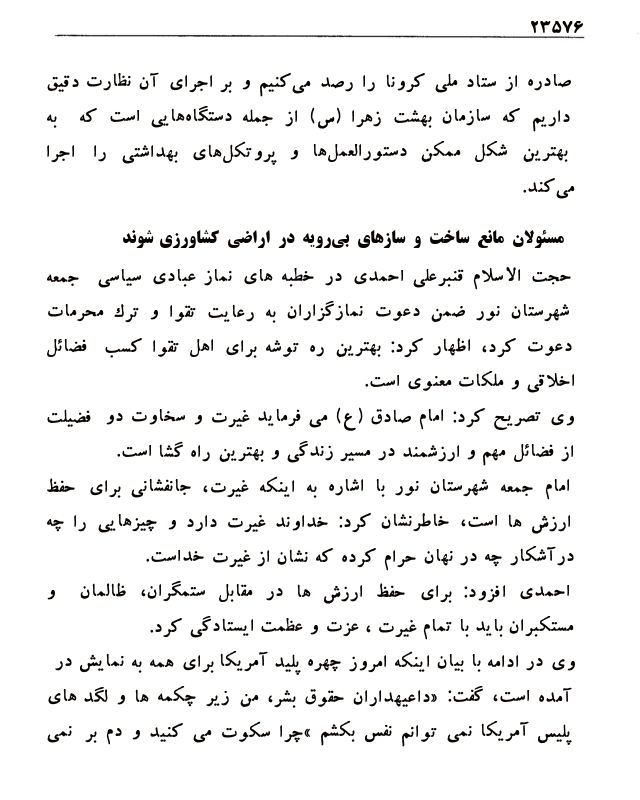 ۲۳۵۷۶
صادره از ستاد ملی کرونا را رصد می‌کنیم و بر اجرای آن نظارت دقیق
داریم که سازمان بهشت زهرا (س) از جمله دستگاه‌هایی است که به
بهترین شکل ممکن دستورالعمل‌ها و پروتکل‌های بهداشتی را اجرا
می‌کند.
مسئولان مانع ساخت و سازهای بی‌رویه در اراضی کشاورزی شوند
حجت الاسلام قنبرعلی احمدی در خطبه های نماز عبادی سیاسی جمعه
شهرستان نور ضمن دعوت نمازگزاران به رعایت تقوا و ترك محرمات
دعوت کرد، اظهار کرد: بهترین ره توشه برای اهل تقوا کسب فضائل
اخلاقی و ملکات معنوی است.
وی تصریح کرد: امام صادق (ع) می فرماید غیرت و سخاوت دو فضیلت
از فضائل مهم و ارزشمند در مسیر زندگی و بهترین راه گشا است.
امام جمعه شهرستان نور با اشاره به اینکه غیرت، جانفشانی برای حفظ
ارزش ها است، خاطرنشان کرد: خداوند غیرت دارد و چیزهایی را چه
درآشکار چه در نهان حرام کرده که نشان از غیرت خداست.
احمدی افزود: برای حفظ ارزش ها در مقابل ستمگران، ظالمان و
مستکبران باید با تمام غیرت ، عزت و عظمت ایستادگی کرد.
وی در ادامه با بیان اینکه امروز چهره پلید آمریکا برای همه به نمایش در
آمده است، گفت: «داعیهداران حقوق بشر، من زیر چکمه ها و لگد های
پلیس آمریکا نمی توانم نفس بکشم »چرا سکوت می کنید و دم بر نمی